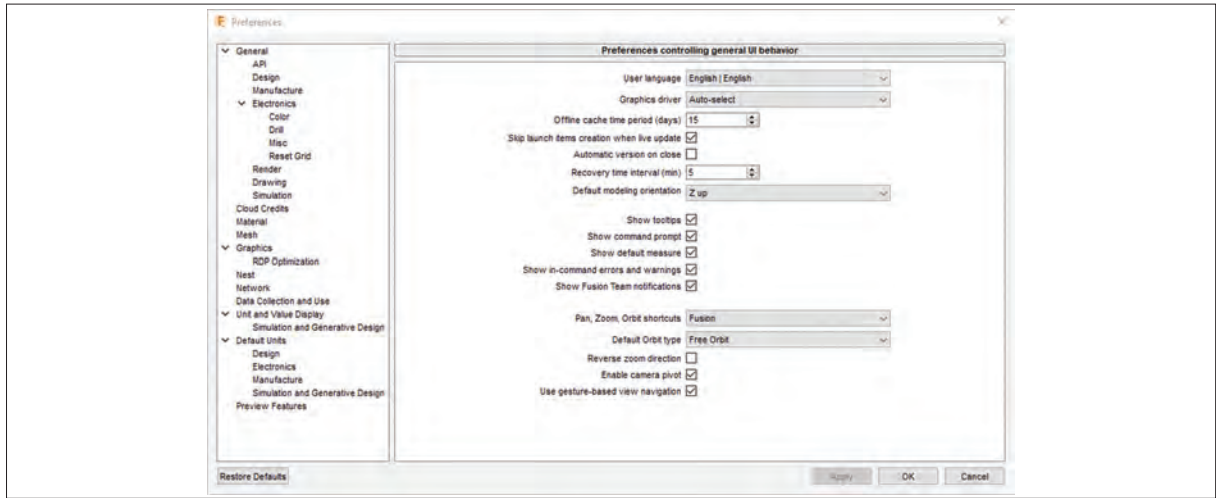 Preferences
General
API
Design
Manufacture
Electronics
Color
Drill
Misc
Reset Grid
Render
Drawing
Simulation
Cloud Credits
Material
Mesh
Graphics
RDP Optimization
Nest
Network
Data Collection and Use
Unit and Value Display
Simulation and Generative Design
Default Units
Design
Electronics
Manufacture
Simulation and Generative Design
Preview Features
Preferences controlling general UI behavior
User language English | English
Graphics driver Auto-select
Offline cache time period (days) 15
Skip launch items creation when live update
Automatic version on close
Recovery time interval (min) 5
Default modeling orientation Z up
Show tooltips
Show command prompt
Show default measure
Show in-command errors and warnings
Show Fusion Team notifications
Pan, Zoom, Orbit shortcuts Fusion
Default Orbit type Free Orbit
Reverse zoom direction
Enable camera pivot
Use gesture-based view navigation
Restore Defaults Apply OK Cancel